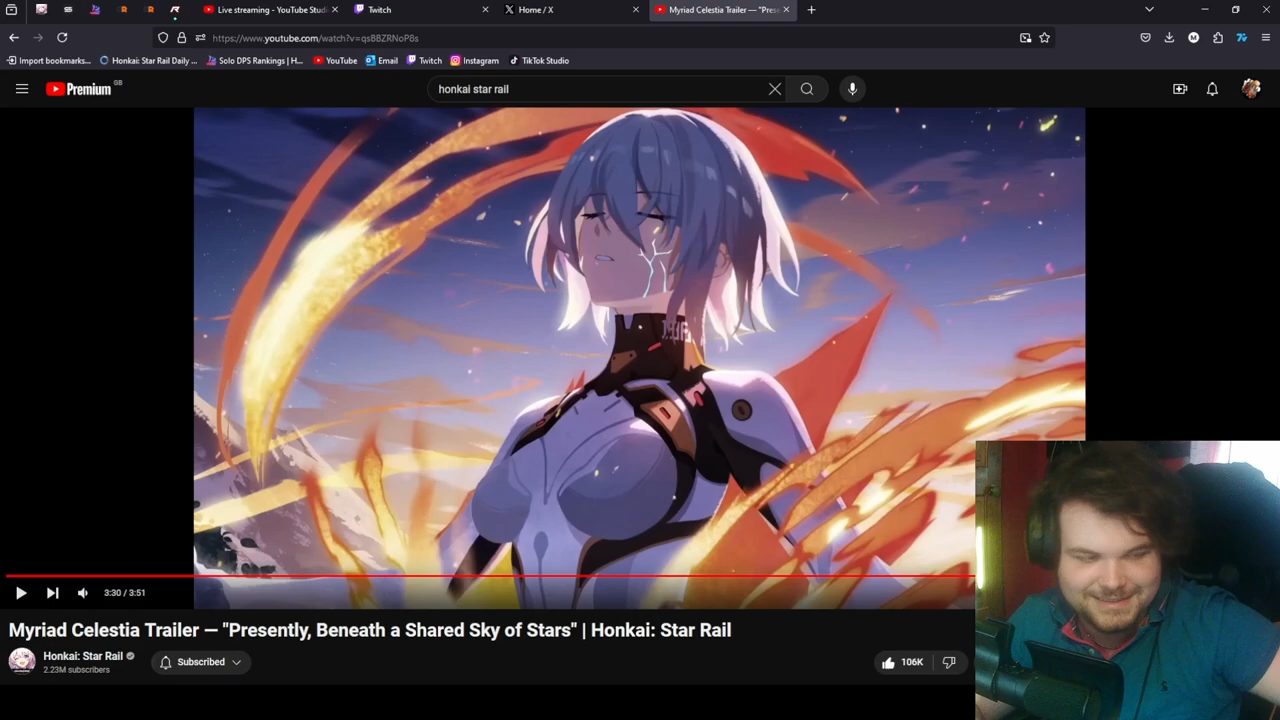 Live streaming - YouTube Stud
Twitch
Home / X
Myriad Celestia Trailer — "Prese
https://www.youtube.com/watch?v=qsBBZRNoP8s
Import bookmarks...
Honkai: Star Rail Daily ...
Solo DPS Rankings | H...
YouTube
Email
Twitch
Instagram
TikTok Studio
Premium GB
honkai star rail
3:30 / 3:51
Myriad Celestia Trailer — "Presently, Beneath a Shared Sky of Stars" | Honkai: Star Rail
Honkai: Star Rail
2.23M subscribers
Subscribed
106K